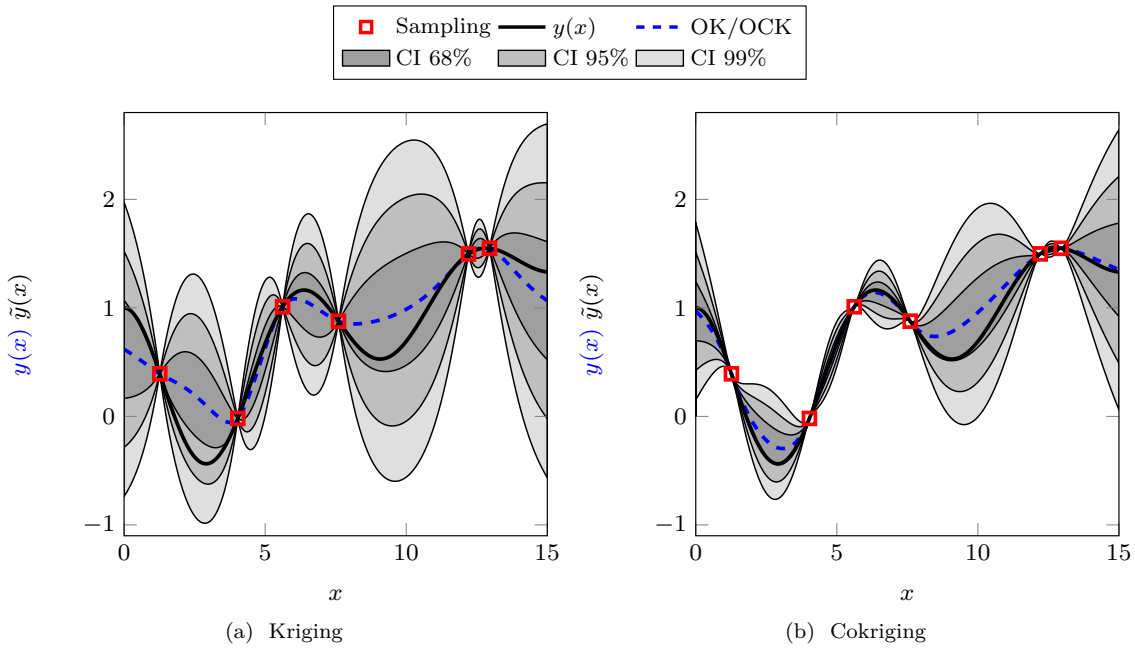 Sampling y(x) OK/OCK
CI 68% CI 95% CI 99%
2
1
0
−1
0 5 10 15
y(x) ỹ(x)
x
(a) Kriging
2
1
0
−1
0 5 10 15
y(x) ỹ(x)
x
(b) Cokriging